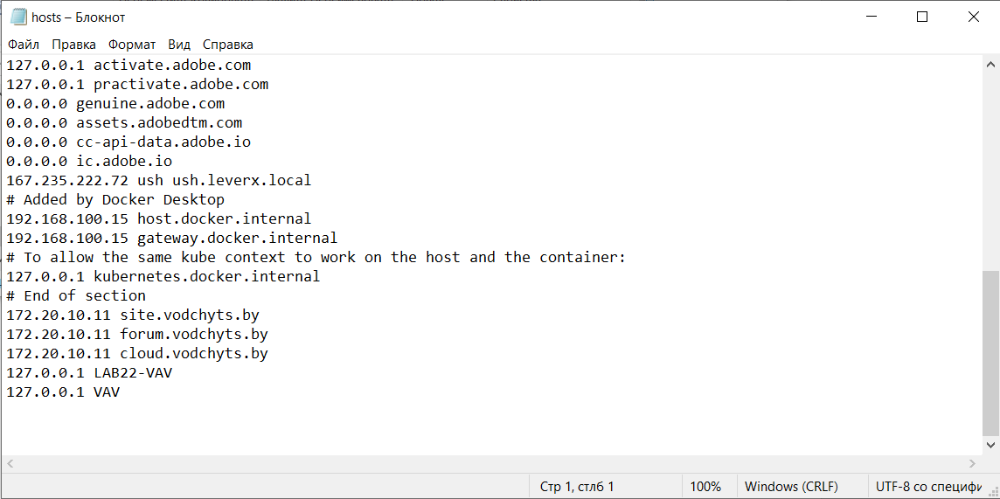 hosts – Блокнот
Файл Правка Формат Вид Справка
127.0.0.1 activate.adobe.com
127.0.0.1 practivate.adobe.com
0.0.0.0 genuine.adobe.com
0.0.0.0 assets.adobedtm.com
0.0.0.0 cc-api-data.adobe.io
0.0.0.0 ic.adobe.io
167.235.222.72 ush ush.leverx.local
# Added by Docker Desktop
192.168.100.15 host.docker.internal
192.168.100.15 gateway.docker.internal
# To allow the same kube context to work on the host and the container:
127.0.0.1 kubernetes.docker.internal
# End of section
172.20.10.11 site.vodchyts.by
172.20.10.11 forum.vodchyts.by
172.20.10.11 cloud.vodchyts.by
127.0.0.1 LAB22-VAV
127.0.0.1 VAV
Стр 1, стлб 1 100% Windows (CRLF) UTF-8 со специфи